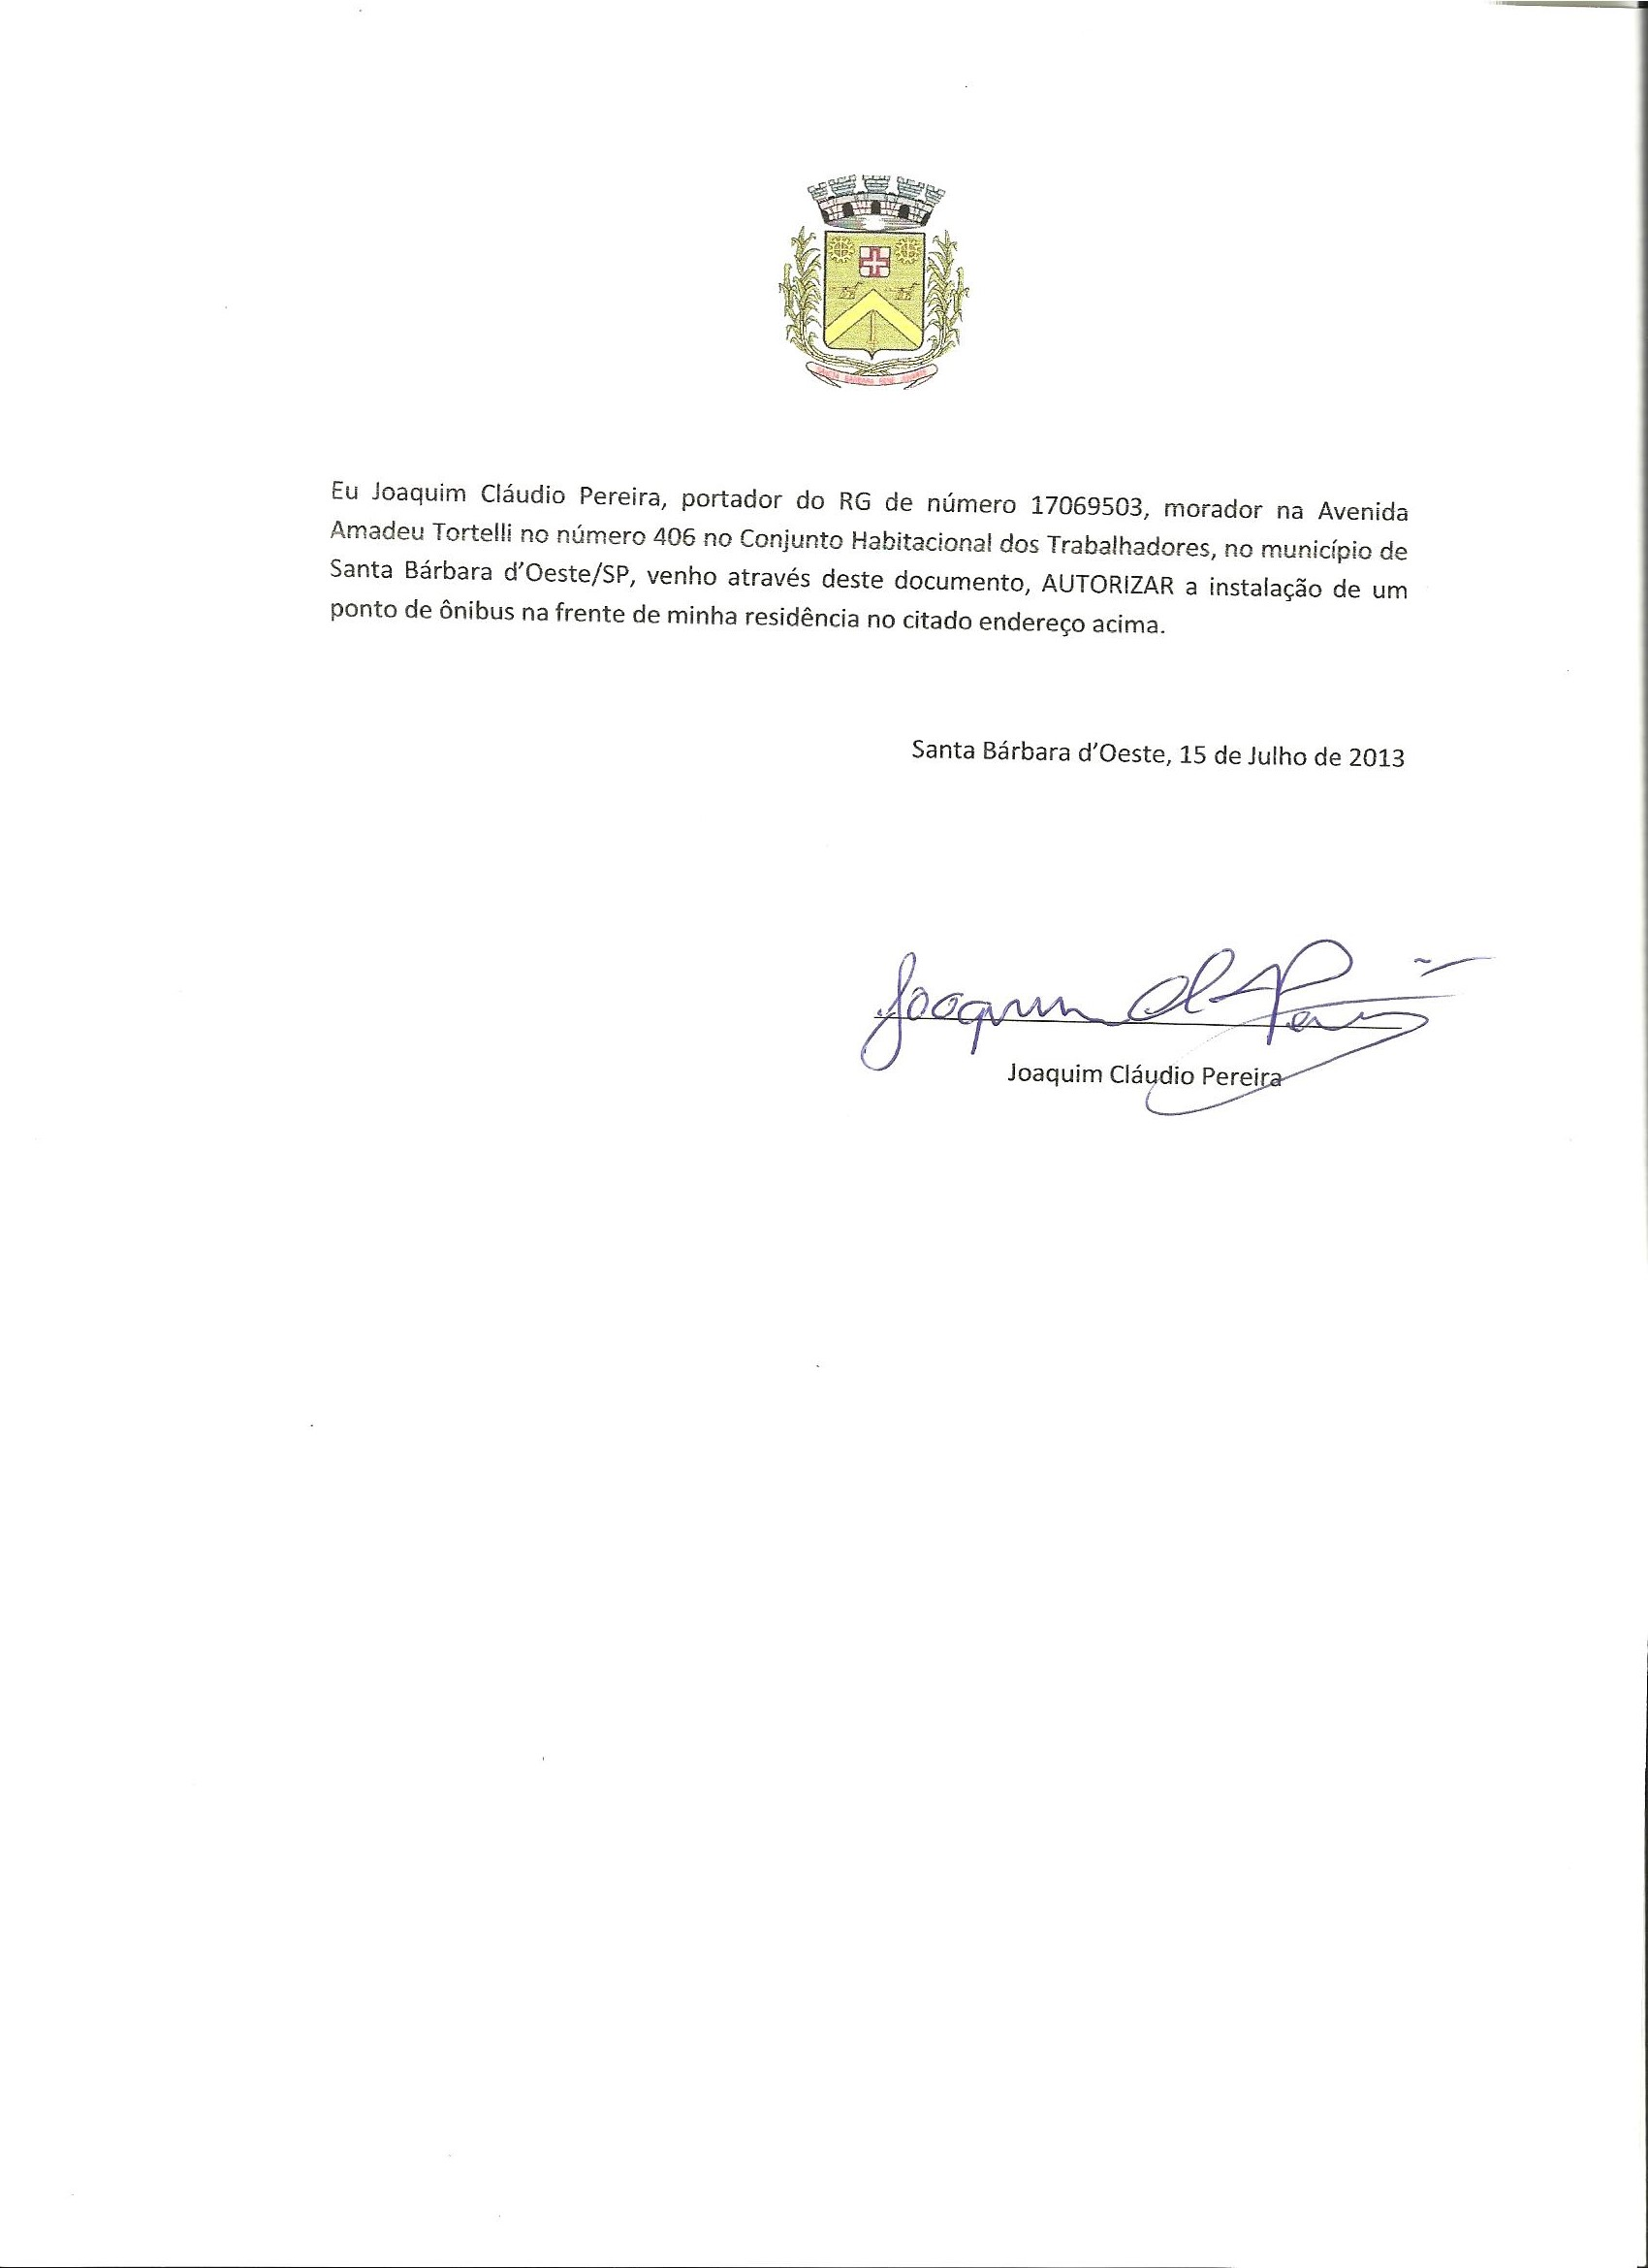 Eu Joaquim Cláudio Pereira, portador do RG de número 17069503, morador na Avenida
Amadeu Tortelli no número 406 no Conjunto Habitacional dos Trabalhadores, no município de
Santa Bárbara d’Oeste/SP, venho através deste documento, AUTORIZAR a instalação de um
ponto de ônibus na frente de minha residência no citado endereço acima.
Santa Bárbara d’Oeste, 15 de Julho de 2013
Joaquim
Joaquim Cláudio Pereira